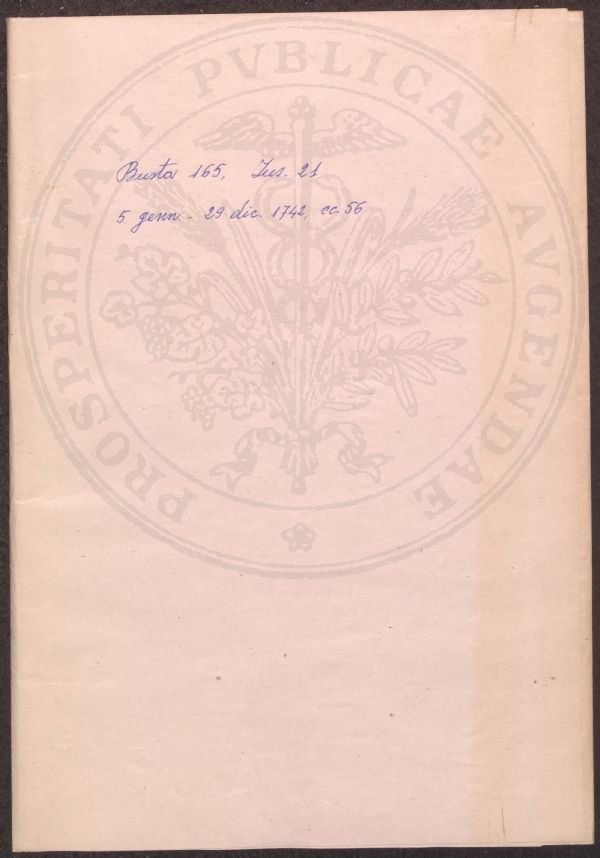 PROSPERITATI PVBLICAE AVGENDAE
Busta 165, Ins. 21
5 genn. - 29 dic. 1742, cc. 56